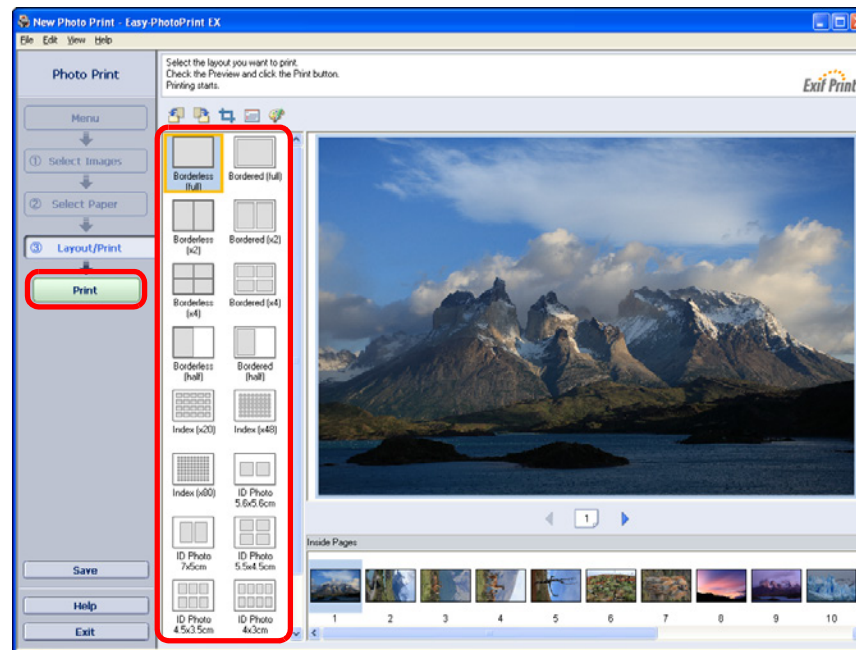 New Photo Print - Easy-PhotoPrint EX
File Edit View Help
Photo Print
Select the layout you want to print.
Check the Preview and click the Print button.
Printing starts.
Exif Print
Menu
① Select Images
② Select Paper
③ Layout/Print
Print
Borderless
(full)
Bordered (full)
Borderless
(x2)
Bordered (x2)
Borderless
(x4)
Bordered (x4)
Borderless
(half)
Bordered
(half)
Index (x20)
Index (x48)
Index (x80)
ID Photo
5.6x5.6cm
ID Photo
7x5cm
ID Photo
5.5x4.5cm
ID Photo
4.5x3.5cm
ID Photo
4x3cm
1
Inside Pages
1 2 3 4 5 6 7 8 9 10
Save
Help
Exit